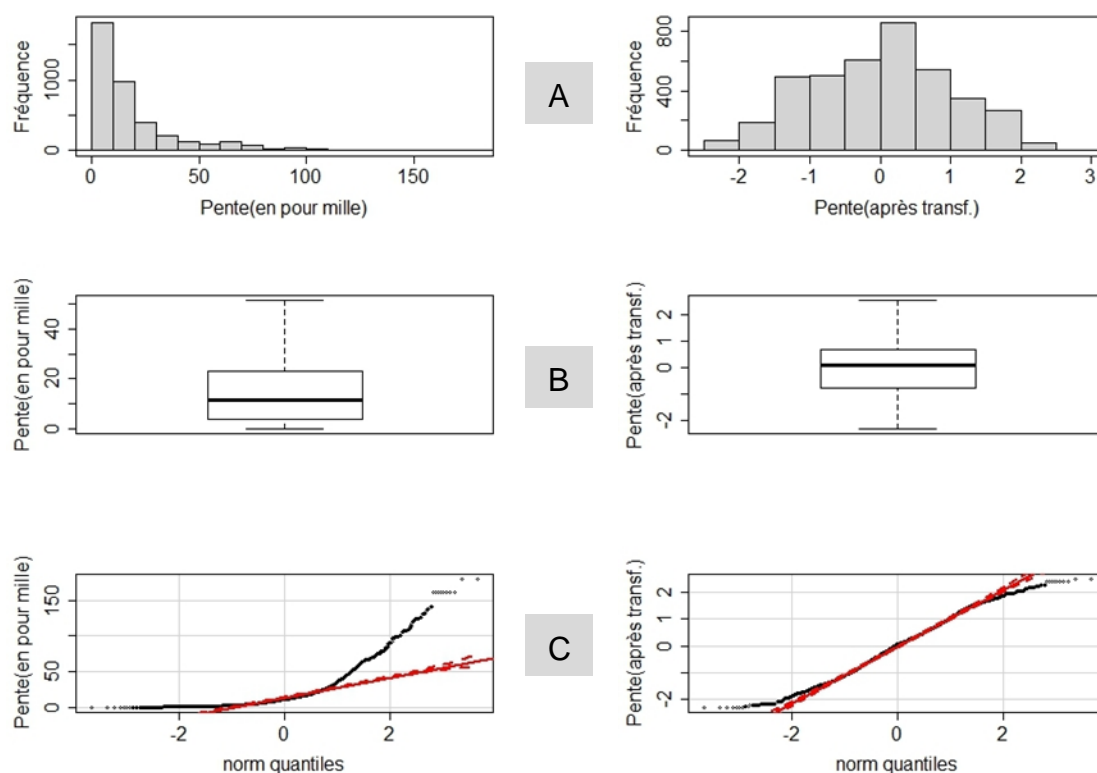 Fréquence
0 1000
0 50 100 150
Pente(en pour mille)
A
Fréquence
0 400 800
-2 -1 0 1 2 3
Pente(après transf.)
Pente(en pour mille)
0 20 40
B
Pente(après transf.)
-2 0 1 2
Pente(en pour mille)
0 50 150
-2 0 2
norm quantiles
C
Pente(après transf.)
-2 0 1 2
-2 0 2
norm quantiles